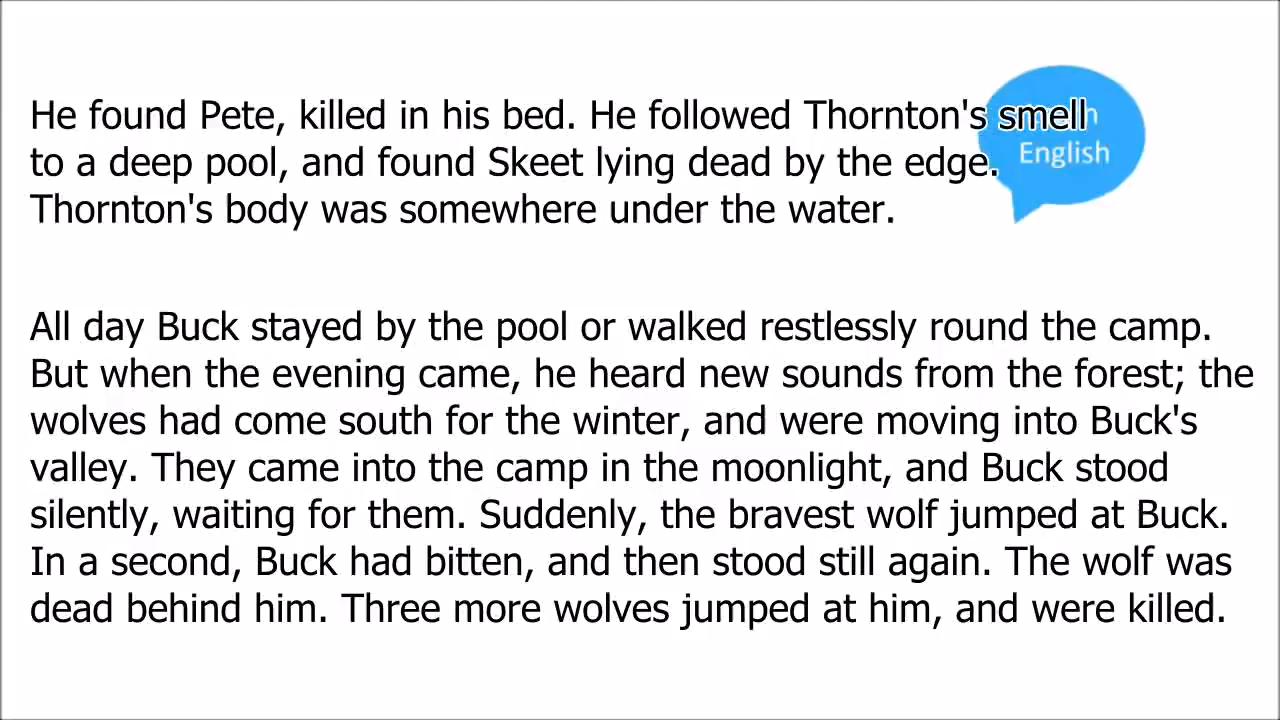 He found Pete, killed in his bed. He followed Thornton's smell
to a deep pool, and found Skeet lying dead by the edge.
Thornton's body was somewhere under the water.
English
All day Buck stayed by the pool or walked restlessly round the camp.
But when the evening came, he heard new sounds from the forest; the
wolves had come south for the winter, and were moving into Buck's
valley. They came into the camp in the moonlight, and Buck stood
silently, waiting for them. Suddenly, the bravest wolf jumped at Buck.
In a second, Buck had bitten, and then stood still again. The wolf was
dead behind him. Three more wolves jumped at him, and were killed.